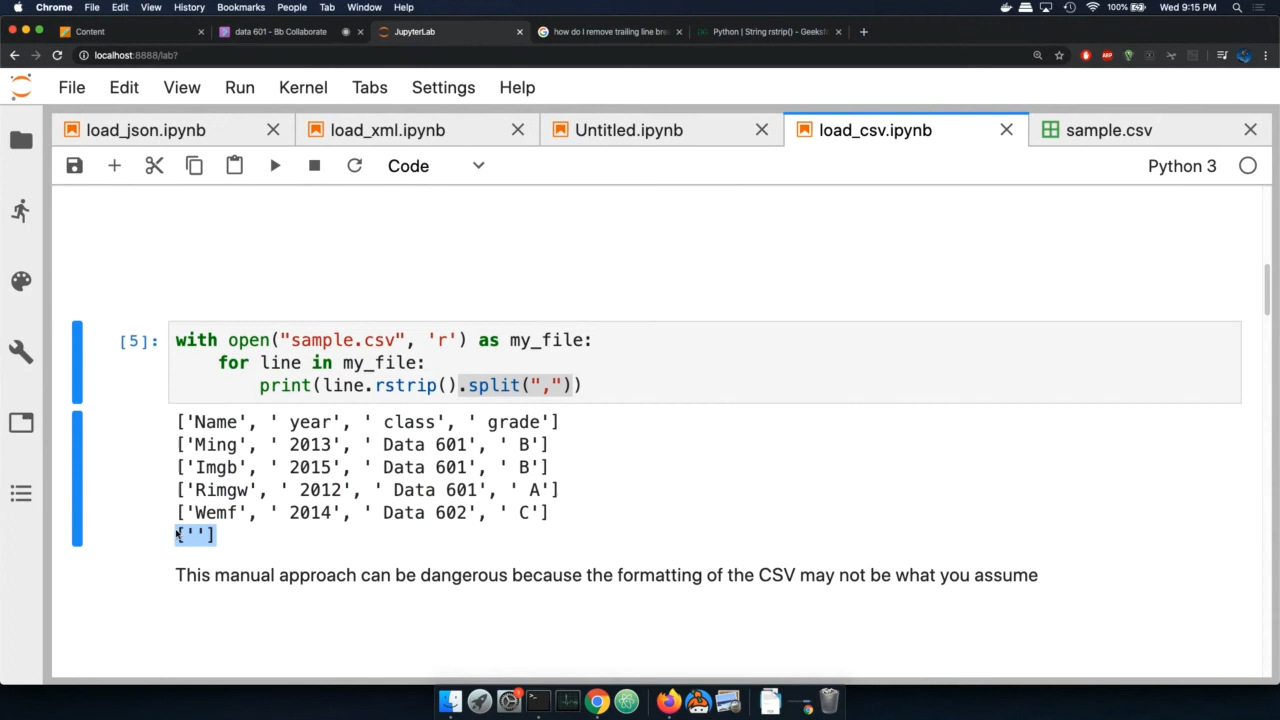 Chrome File Edit View History Bookmarks People Tab Window Help 100% Wed 9:15 PM
Content data 601 - Bb Collaborate JupyterLab how do I remove trailing line bre Python | String rstrip() - Geeksf
localhost:8888/lab?
File Edit View Run Kernel Tabs Settings Help
load_json.ipynb load_xml.ipynb Untitled.ipynb load_csv.ipynb sample.csv
Code Python 3
[5]: with open("sample.csv", 'r') as my_file:
for line in my_file:
print(line.rstrip().split(","))
['Name', ' year', ' class', ' grade']
['Ming', ' 2013', ' Data 601', ' B']
['Imgb', ' 2015', ' Data 601', ' B']
['Rimgw', ' 2012', ' Data 601', ' A']
['Wemf', ' 2014', ' Data 602', ' C']
['']
This manual approach can be dangerous because the formatting of the CSV may not be what you assume